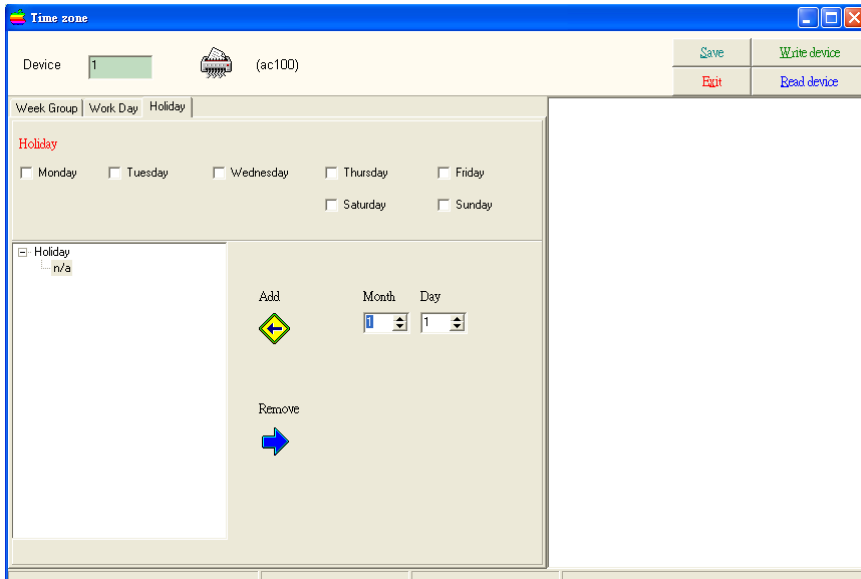 Time zone
Device 1 (ac100)
Save Write device
Exit Read device
Week Group Work Day Holiday
Holiday
Monday Tuesday Wednesday Thursday Friday
Saturday Sunday
Holiday
n/a
Add Month Day
1 1
Remove